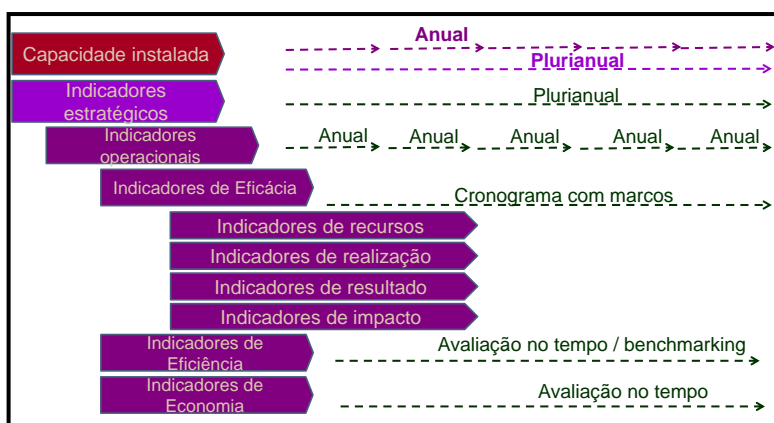 Anual
Capacidade instalada
Plurianual
Indicadores
estratégicos
Plurianual
Indicadores
operacionais
Anual Anual Anual Anual Anual
Indicadores de Eficácia
Cronograma com marcos
Indicadores de recursos
Indicadores de realização
Indicadores de resultado
Indicadores de impacto
Indicadores de
Eficiência
Avaliação no tempo / benchmarking
Indicadores de
Economia
Avaliação no tempo